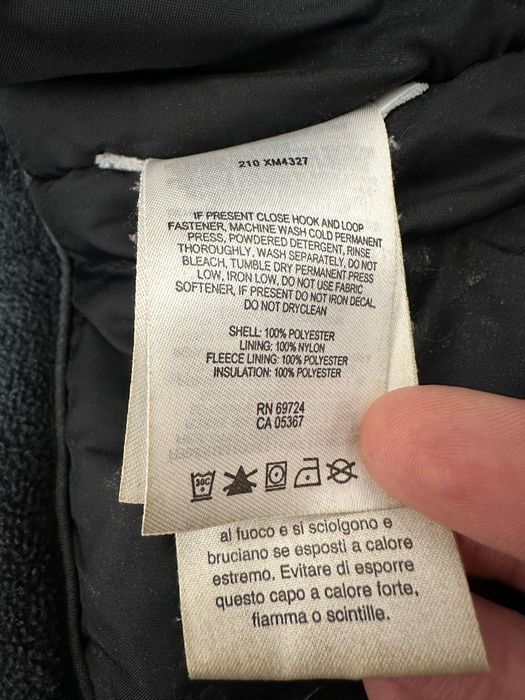 210 XM4327
IF PRESENT CLOSE HOOK AND LOOP
FASTENER, MACHINE WASH COLD PERMANENT
PRESS, POWDERED DETERGENT, RINSE
THOROUGHLY, WASH SEPARATELY, DO NOT
BLEACH, TUMBLE DRY PERMANENT PRESS
LOW, IRON LOW, DO NOT USE FABRIC
SOFTENER, IF PRESENT DO NOT IRON DECAL,
DO NOT DRYCLEAN
SHELL: 100% POLYESTER
LINING: 100% NYLON
FLEECE LINING: 100% POLYESTER
INSULATION: 100% POLYESTER
RN 69724
CA 05367
30C
al fuoco e si sciolgono e
bruciano se esposti a calore
estremo. Evitare di esporre
questo capo a calore forte,
fiamma o scintille.